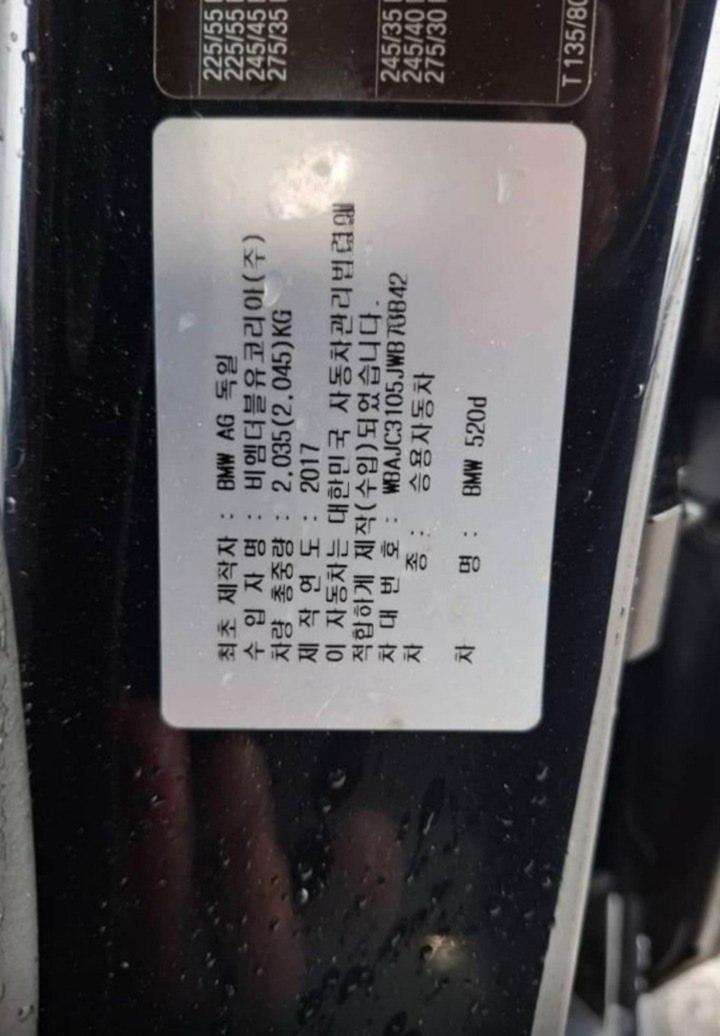 225/55
225/55
245/45
275/35
245/35
245/40
275/30
T 135/80
최초 제작자 : BMW AG 독일
수 입 자 명 : 비엠더블유코리아(주)
차량 총중량 : 2,035(2,045)KG
제 작 연 도 : 2017
이 자동차는 대한민국 자동차관리법령에
적합하게 제작(수입)되었습니다.
차 대 번 호 :
차 종 : 승용자동차
차 명 : BMW 520d